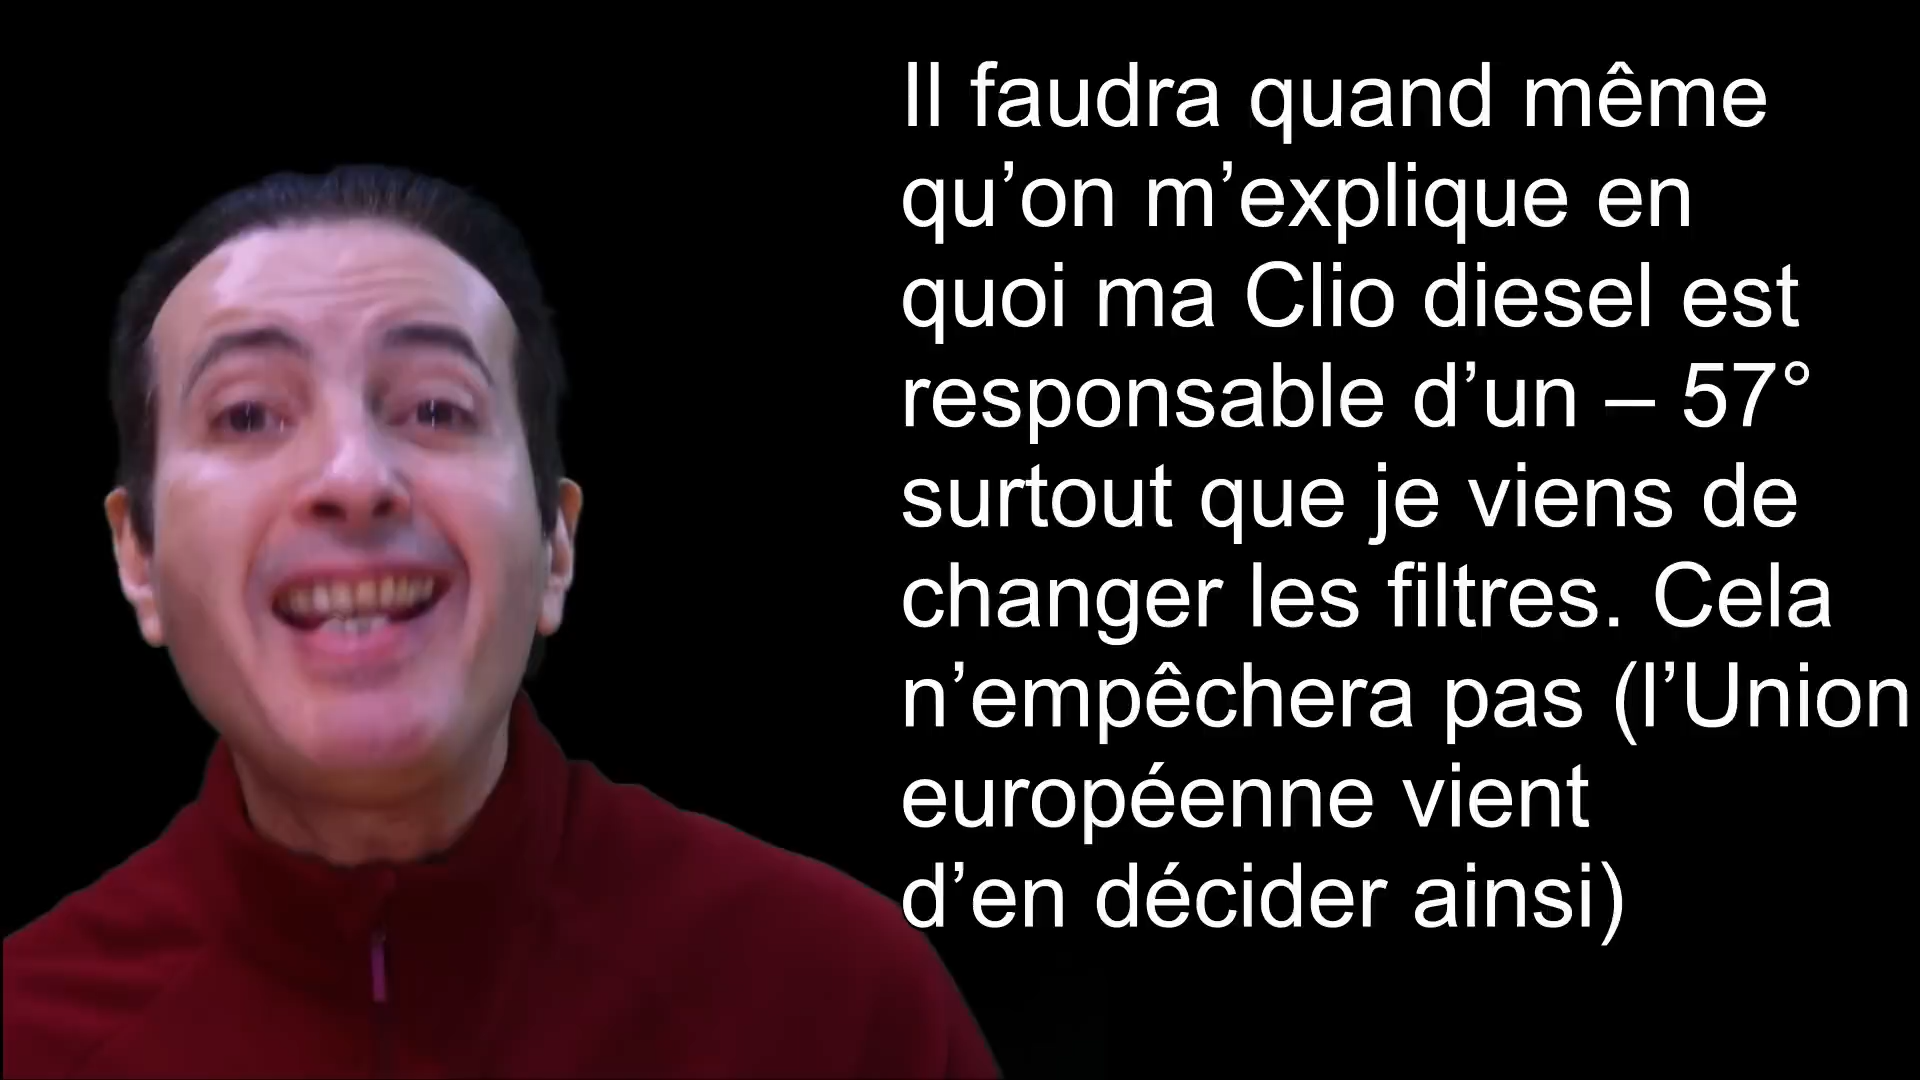 Il faudra quand même
qu’on m’explique en
quoi ma Clio diesel est
responsable d’un – 57°
surtout que je viens de
changer les filtres. Cela
n’empêchera pas (l’Union
européenne vient
d’en décider ainsi)